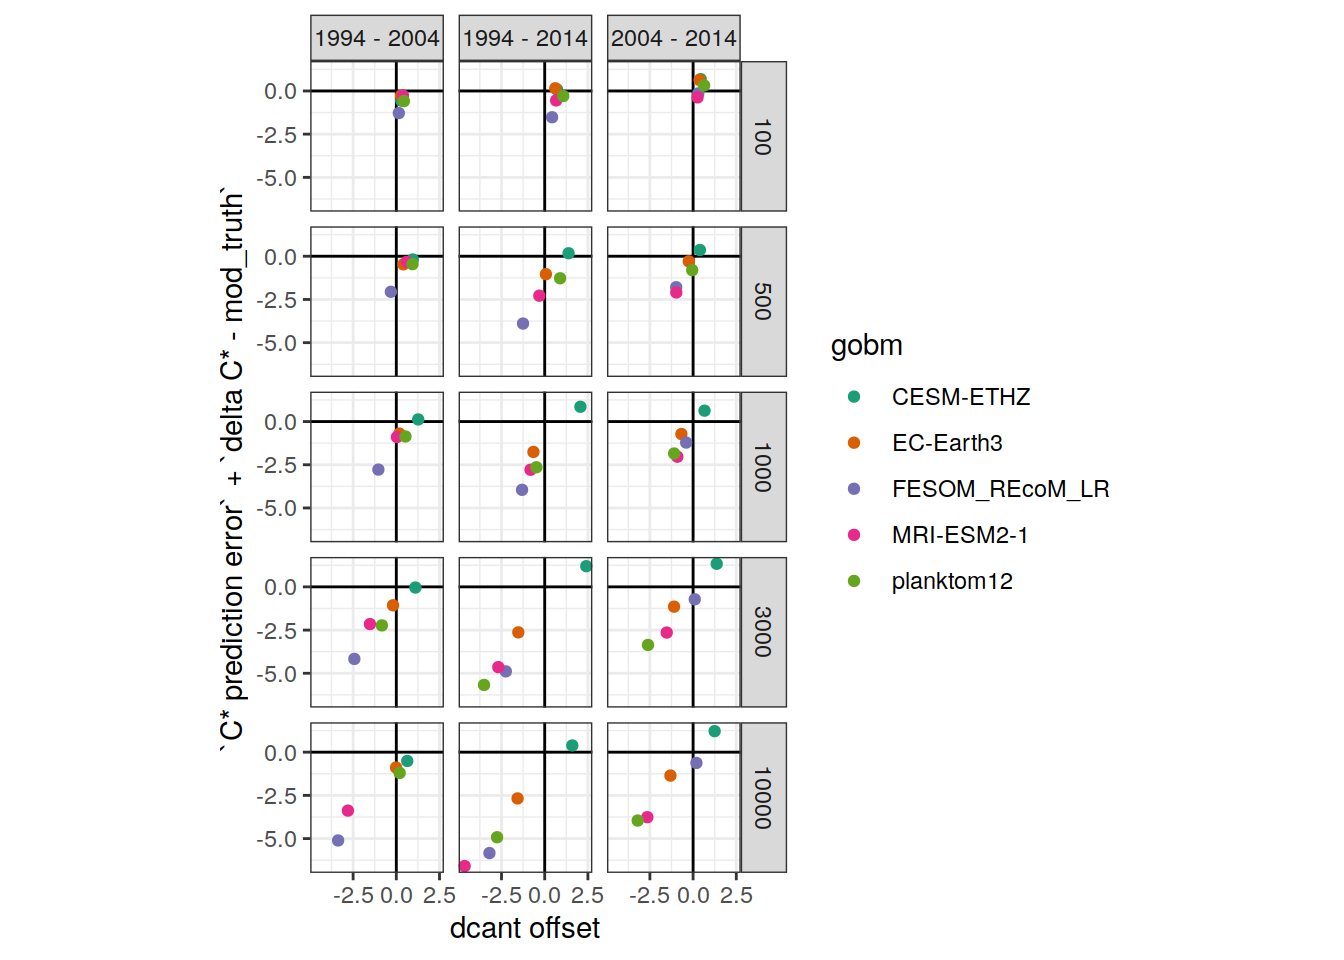 1994 - 2004
1994 - 2014
2004 - 2014
0.0
-2.5
-5.0
100
0.0
-2.5
-5.0
500
0.0
-2.5
-5.0
1000
0.0
-2.5
-5.0
3000
0.0
-2.5
-5.0
10000
-2.5 0.0 2.5
-2.5 0.0 2.5
-2.5 0.0 2.5
dcant offset
`C* prediction error` + `delta C* - mod_truth`
gobm
CESM-ETHZ
EC-Earth3
FESOM_REcoM_LR
MRI-ESM2-1
planktom12